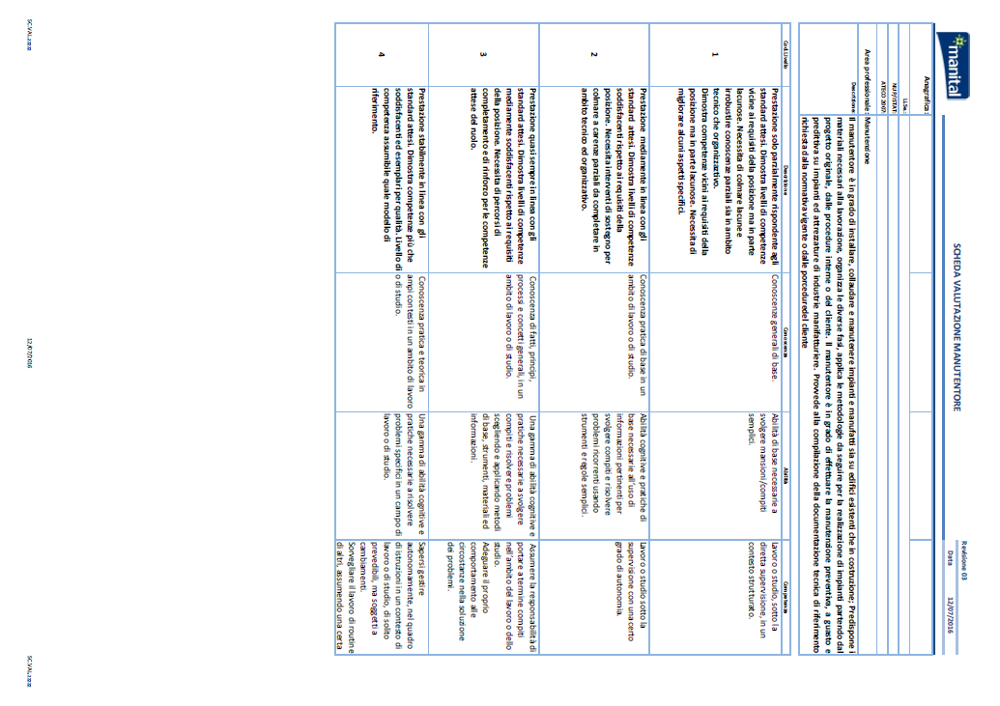 manital
SCHEDA VALUTAZIONE MANUTENTORE
Revisione 03
Data 12/07/2016
Anagrafica:
LLSs:
NUP/ISTAT:
ATECO 2007:
Area professionale: Manutenzione
Descrizione: Il manutentore è in grado di installare, collaudare e manutenere impianti e manufatti sia su edifici esistenti che in costruzione; Predispone i
materiali necessari alla lavorazione, organizza le diverse fasi, applica le metodologie da seguire per la realizzazione di impianti partendo dal
progetto originale, dalle procedure interne o del cliente. Il manutentore è in grado di effettuare la manutenzione preventiva, a guasto e
predittiva su impianti ed attrezzature di industrie manifatturiere. Provvede alla compilazione della documentazione tecnica di riferimento
richiesta dalla normativa vigente o dalle porceduredel cliente
Cod.Livello
Descrizione
Conoscenze
Abilità
Competenze
1
Prestazione solo parzialmente rispondente agli
standard attesi. Dimostra livelli di competenze
vicine ai requisiti della posizione ma in parte
lacunose. Necessita di colmare lacune e
irrobustire conoscenze parziali sia in ambito
tecnico che organizzativo.
Dimostra competenze vicini ai requisiti della
posizione ma in parte lacunose. Necessita di
migliorare alcuni aspetti specifici.
Conoscenze generali di base.
Abilità di base necessarie a
svolgere mansioni/compiti
semplici.
Lavoro o studio, sotto la
diretta supervisione, in un
contesto strutturato.
2
Prestazione mediamente in linea con gli
standard attesi. Dimostra livelli di competenze
soddisfacenti rispetto ai requisiti della
posizione. Necessita interventi di sostegno per
colmare a carenze parziali da completare in
ambito tecnico ed organizzativo.
Conoscenza pratica di base in un
ambito di lavoro o di studio.
Abilità cognitive e pratiche di
base necessarie all'uso di
informazioni pertinenti per
svolgere compiti e risolvere
problemi ricorrenti usando
strumenti e regole semplici.
Lavoro o studio sotto la
supervisione con una certo
grado di autonomia.
3
Prestazione quasi sempre in linea con gli
standard attesi. Dimostra livelli di competenze
mediamente soddisfacenti rispetto ai requisiti
della posizione. Necessita di percorsi di
completamento e di rinforzo per le competenze
attese del ruolo.
Conoscenza di fatti, principi,
processi e concetti generali, in un
ambito di lavoro o di studio.
Una gamma di abilità cognitive e
pratiche necessarie a svolgere
compiti e risolvere problemi
scegliendo e applicando metodi
di base, strumenti, materiali ed
informazioni.
Assumere la responsabilità di
portare a termine compiti
nell'ambito del lavoro o dello
studio.
Adeguare il proprio
comportamento alle
circostanze nella soluzione
dei problemi.
4
Prestazione stabilmente in linea con gli
standard attesi. Dimostra competenze più che
soddisfacenti ed esemplari per qualità. Livello di
competenza assumibile quale modello di
riferimento.
Conoscenza pratica e teorica in
ampi contesti in un ambito di lavoro
o di studio.
Una gamma di abilità cognitive e
pratiche necessarie a risolvere
problemi specifici in un campo di
lavoro o di studio.
Sapersi gestire
autonomamente, nel quadro
di istruzioni in un contesto di
lavoro o di studio, di solito
prevedibili, ma soggetti a
cambiamenti.
Sorvegliare il lavoro di routine
di altri, assumendo una certa
SC.VAL.2222
12/07/2016
SC.VAL.2222